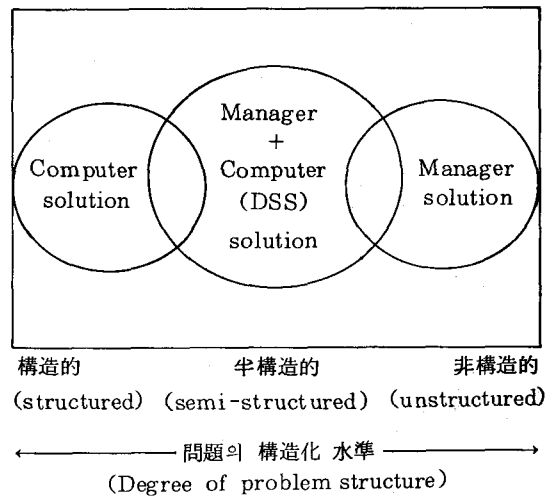 Computer
solution
Manager
+
Computer
(DSS)
solution
Manager
solution
構造的 半構造的 非構造的
(structured) (semi-structured) (unstructured)
問題의 構造化 水準
(Degree of problem structure)